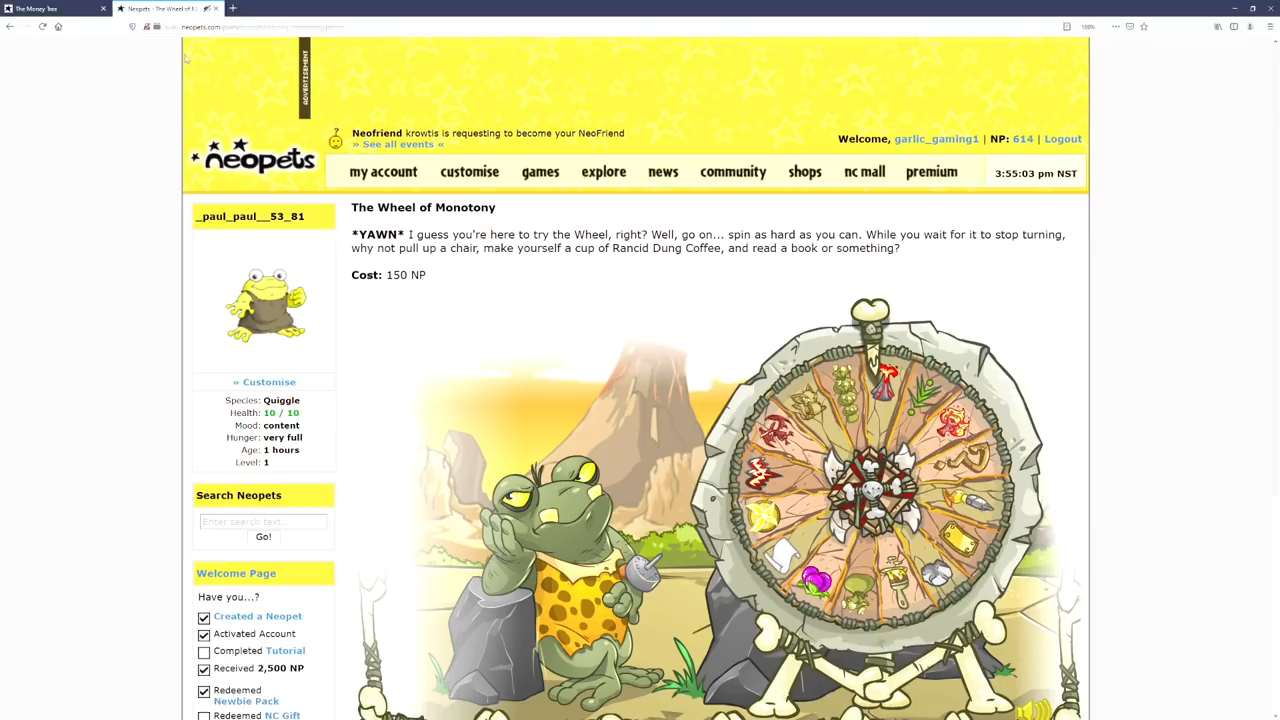 The Money Tree
Neopets - The Wheel of M
neopets.com
150%
ADVERTISEMENT
Neofriend krowtis is requesting to become your NeoFriend
» See all events «
Welcome, garlic_gaming1 | NP: 614 | Logout
neopets
my account customise games explore news community shops nc mall premium
3:55:03 pm NST
_paul_paul__53_81
» Customise
Species: Quiggle
Health: 10 / 10
Mood: content
Hunger: very full
Age: 1 hours
Level: 1
Search Neopets
Enter search text...
Go!
Welcome Page
Have you...?
Created a Neopet
Activated Account
Completed Tutorial
Received 2,500 NP
Redeemed
Newbie Pack
Redeemed NC Gift
The Wheel of Monotony
*YAWN* I guess you're here to try the Wheel, right? Well, go on... spin as hard as you can. While you wait for it to stop turning,
why not pull up a chair, make yourself a cup of Rancid Dung Coffee, and read a book or something?
Cost: 150 NP